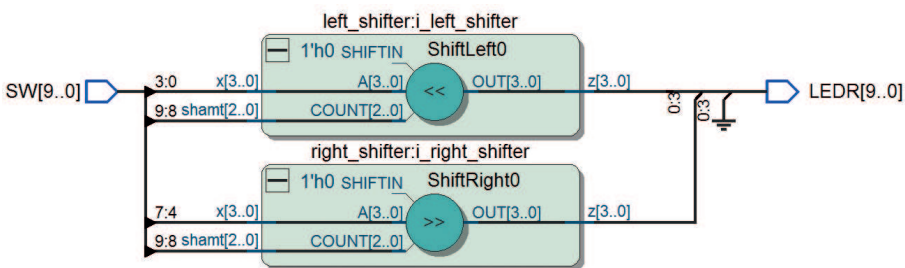 left_shifter:i_left_shifter
1'h0 SHIFTIN ShiftLeft0
SW[9..0] 3:0 x[3..0] A[3..0] << OUT[3..0] z[3..0] 0:3 0:3 LEDR[9..0]
9:8 shamt[2..0] COUNT[2..0]
right_shifter:i_right_shifter
1'h0 SHIFTIN ShiftRight0
7:4 x[3..0] A[3..0] >> OUT[3..0] z[3..0]
9:8 shamt[2..0] COUNT[2..0]